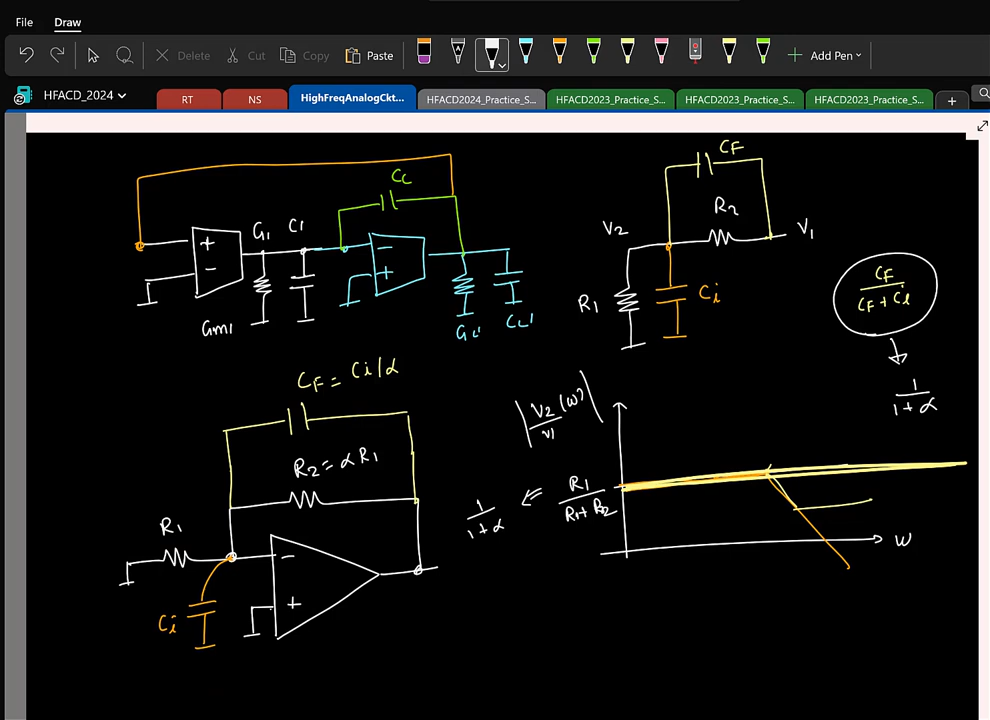 File Draw
Delete Cut Copy Paste Add Pen
HFACD_2024 RT NS HighFreqAnalogCkt... HFACD2024_Practice_S... HFACD2023_Practice_S... HFACD2023_Practice_S... HFACD2023_Practice_S...
CC
G1 C1
+
-
Gm1
-
+
GL' CL'
CF
R2
V2 V1
R1 Ci
CF / CF + Ci
1 / 1+α
CF = Ci/α
R2 = αR1
R1
-
+
Ci
|V2/V1 (ω)|
1 / 1+α ⇐ R1 / R1+R2
ω